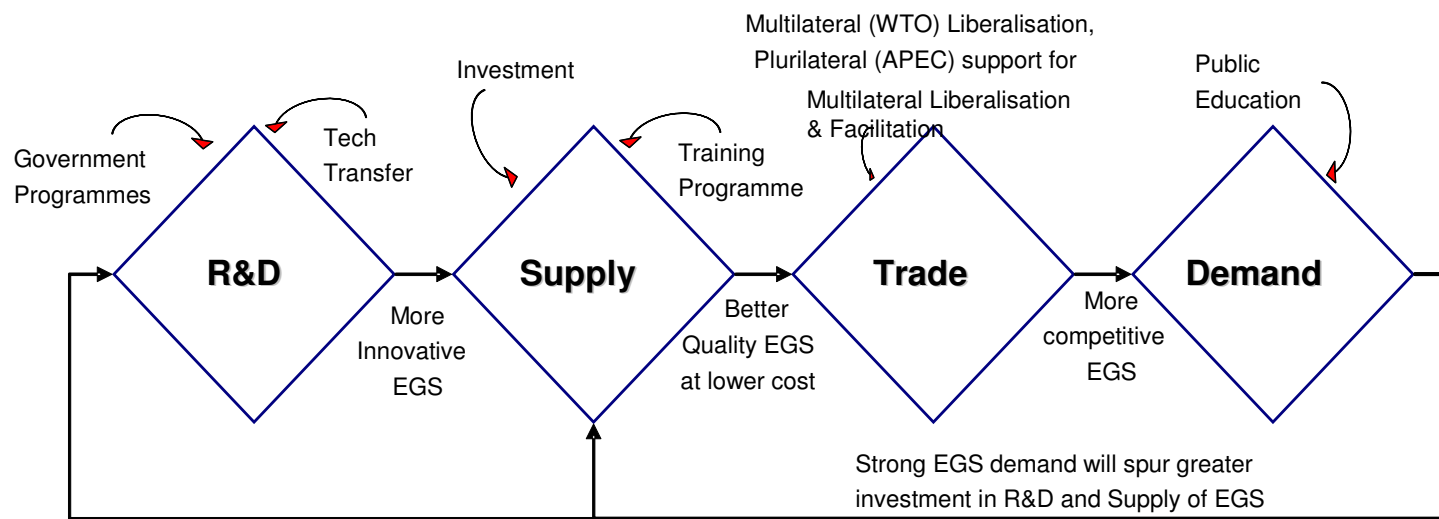 Multilateral (WTO) Liberalisation,
Plurilateral (APEC) support for
Multilateral Liberalisation
& Facilitation
Investment
Public
Education
Government
Programmes
Tech
Transfer
Training
Programme
R&D
Supply
Trade
Demand
More
Innovative
EGS
Better
Quality EGS
at lower cost
More
competitive
EGS
Strong EGS demand will spur greater
investment in R&D and Supply of EGS